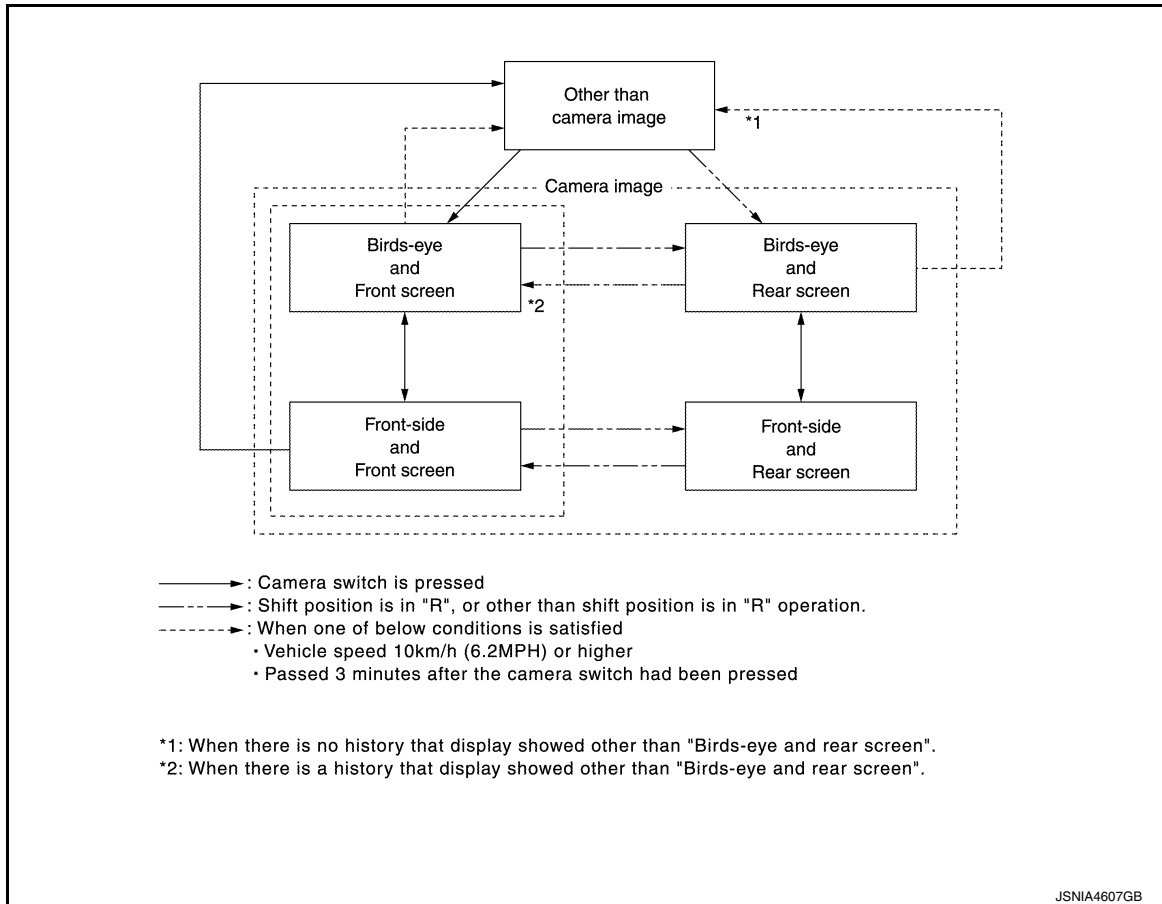 Other than
camera image
*1
Camera image
Birds-eye
and
Front screen
Birds-eye
and
Rear screen
*2
Front-side
and
Front screen
Front-side
and
Rear screen
: Camera switch is pressed
: Shift position is in "R", or other than shift position is in "R" operation.
: When one of below conditions is satisfied
・Vehicle speed 10km/h (6.2MPH) or higher
・Passed 3 minutes after the camera switch had been pressed
*1: When there is no history that display showed other than "Birds-eye and rear screen".
*2: When there is a history that display showed other than "Birds-eye and rear screen".
JSNIA4607GB